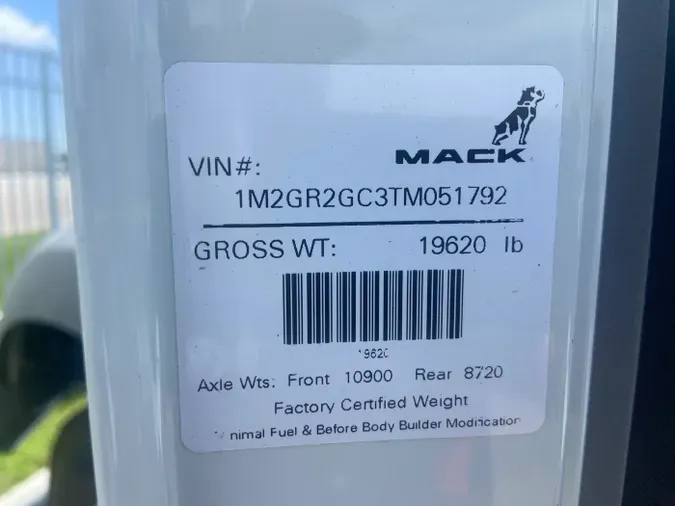 MACK
VIN#:
1M2GR2GC3TM051792
GROSS WT: 19620 lb
19620
Axle Wts: Front 10900 Rear 8720
Factory Certified Weight
Minimal Fuel & Before Body Builder Modification